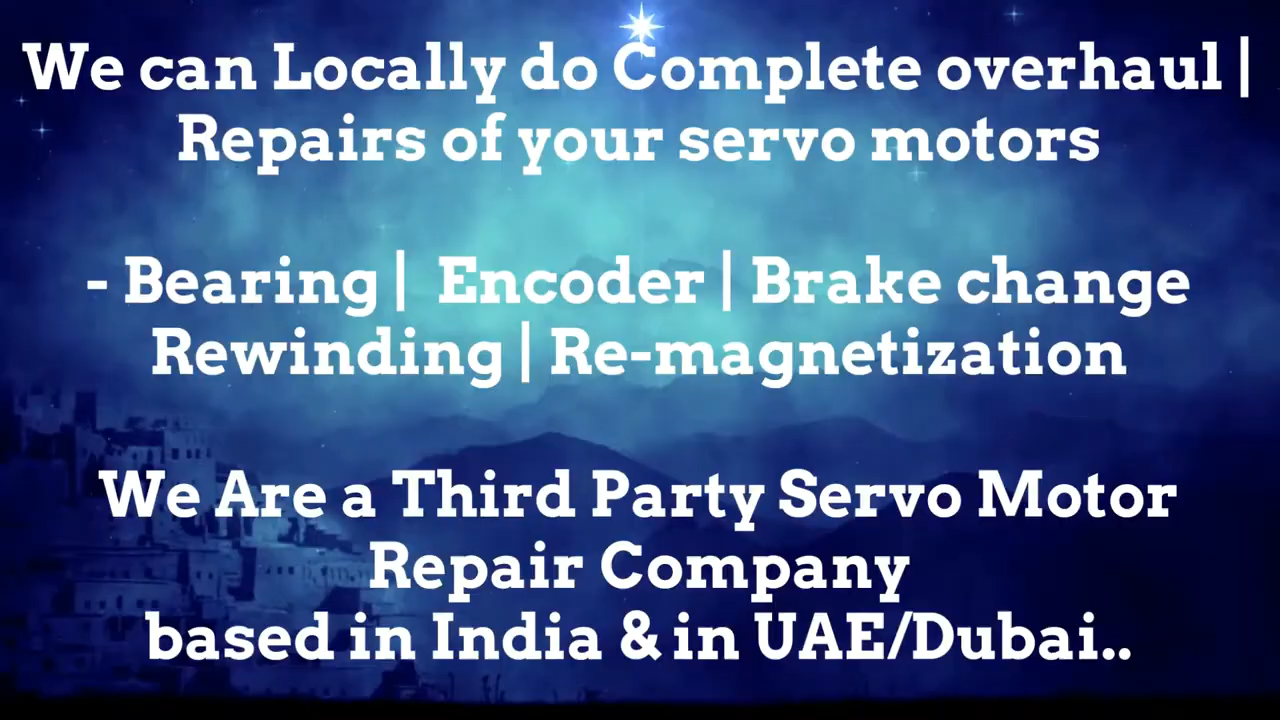 We can Locally do Complete overhaul |
Repairs of your servo motors
- Bearing | Encoder | Brake change
Rewinding | Re-magnetization
We Are a Third Party Servo Motor
Repair Company
based in India & in UAE/Dubai..